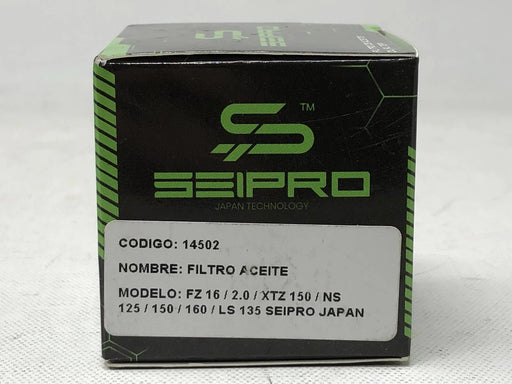 ™
SEIPRO
JAPAN TECHNOLOGY
CODIGO: 14502
NOMBRE: FILTRO ACEITE
MODELO: FZ 16 / 2.0 / XTZ 150 / NS
125 / 150 / 160 / LS 135 SEIPRO JAPAN